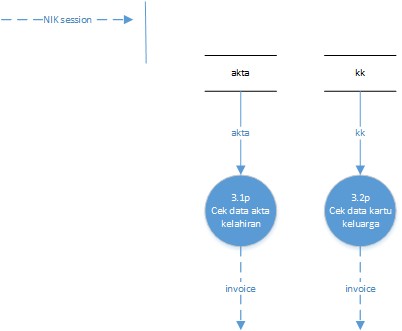 NIK session
akta
kk
akta
kk
3.1p
Cek data akta
kelahiran
3.2p
Cek data kartu
keluarga
invoice
invoice